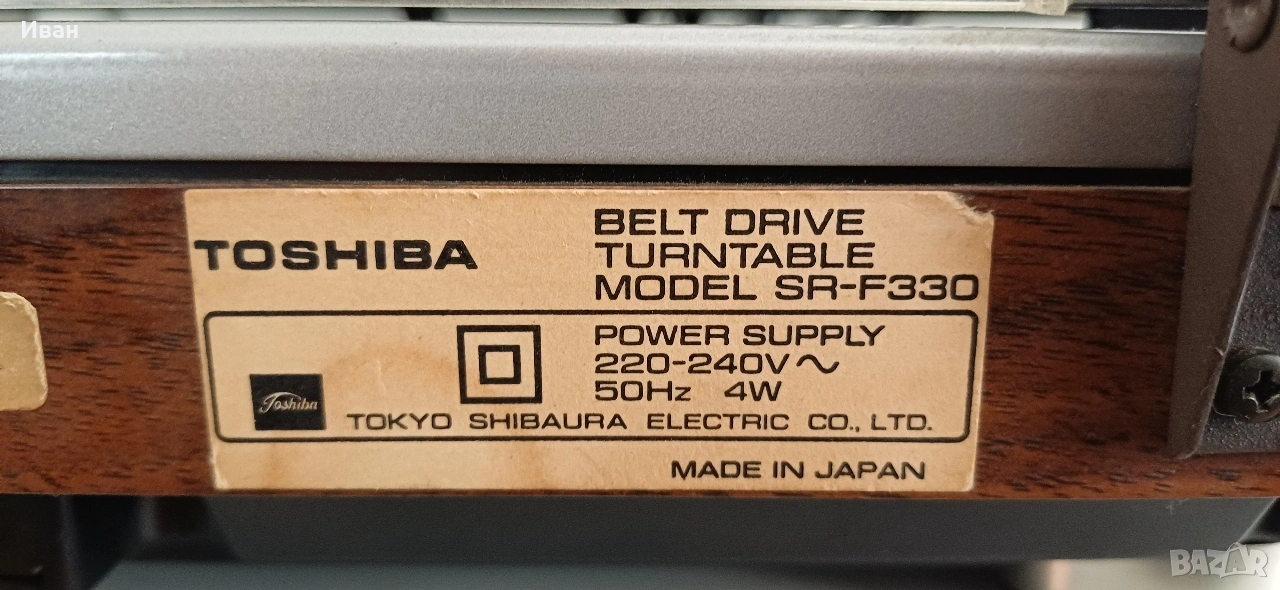 Иван
TOSHIBA
BELT DRIVE
TURNTABLE
MODEL SR-F330
POWER SUPPLY
220-240V~
50Hz 4W
Toshiba
TOKYO SHIBAURA ELECTRIC CO., LTD.
MADE IN JAPAN
BAZAR